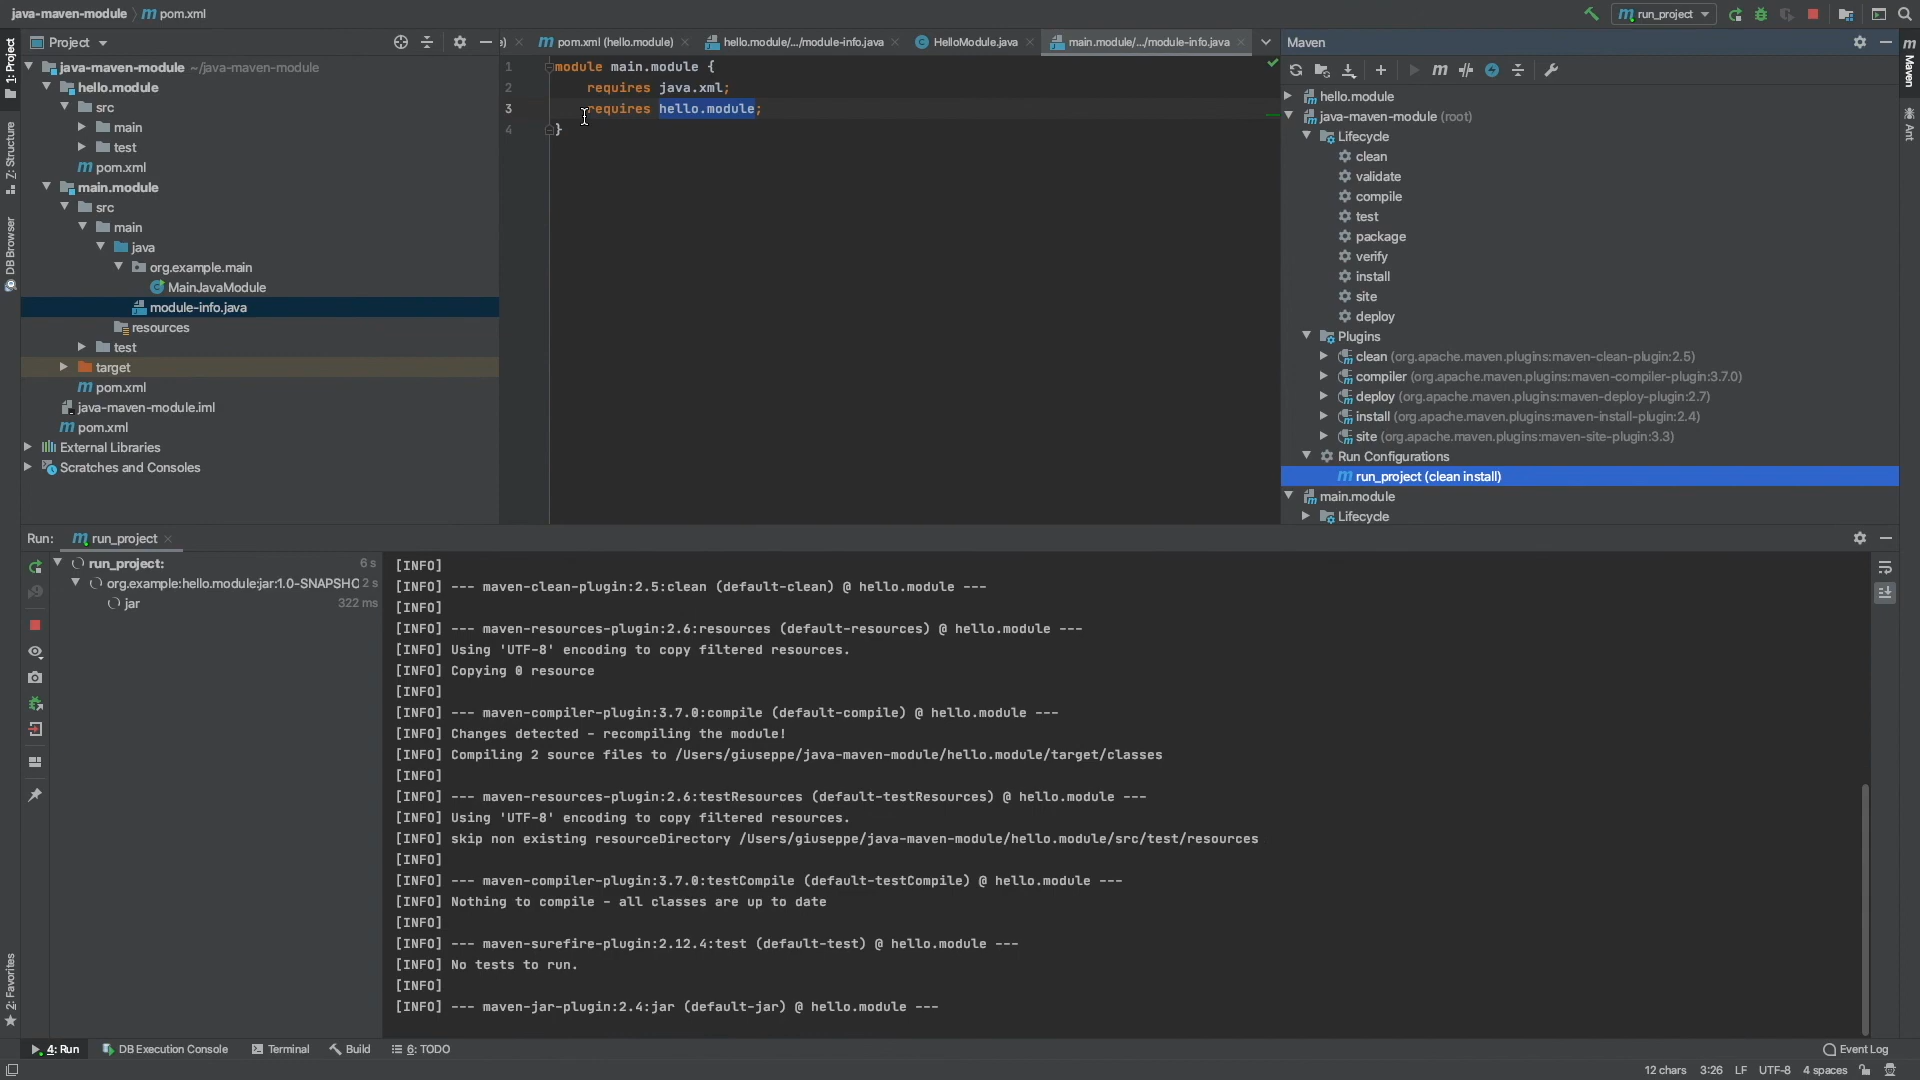 java-maven-module
pom.xml
run_project
Project
e)
pom.xml (hello.module)
hello.module/.../module-info.java
HelloModule.java
main.module/.../module-info.java
Maven
1: Project
Z: Structure
DB Browser
2: Favorites
Maven
Ant
java-maven-module ~/java-maven-module
hello.module
src
main
test
pom.xml
main.module
src
main
java
org.example.main
MainJavaModule
module-info.java
resources
test
target
pom.xml
java-maven-module.iml
pom.xml
External Libraries
Scratches and Consoles
1 module main.module {
2 requires java.xml;
3 requires hello.module;
4 }
hello.module
java-maven-module (root)
Lifecycle
clean
validate
compile
test
package
verify
install
site
deploy
Plugins
clean (org.apache.maven.plugins:maven-clean-plugin:2.5)
compiler (org.apache.maven.plugins:maven-compiler-plugin:3.7.0)
deploy (org.apache.maven.plugins:maven-deploy-plugin:2.7)
install (org.apache.maven.plugins:maven-install-plugin:2.4)
site (org.apache.maven.plugins:maven-site-plugin:3.3)
Run Configurations
run_project (clean install)
main.module
Lifecycle
Run: run_project
run_project: 6 s
org.example:hello.module:jar:1.0-SNAPSHO 2 s
jar 322 ms
[INFO]
[INFO] --- maven-clean-plugin:2.5:clean (default-clean) @ hello.module ---
[INFO]
[INFO] --- maven-resources-plugin:2.6:resources (default-resources) @ hello.module ---
[INFO] Using 'UTF-8' encoding to copy filtered resources.
[INFO] Copying 0 resource
[INFO]
[INFO] --- maven-compiler-plugin:3.7.0:compile (default-compile) @ hello.module ---
[INFO] Changes detected - recompiling the module!
[INFO] Compiling 2 source files to /Users/giuseppe/java-maven-module/hello.module/target/classes
[INFO]
[INFO] --- maven-resources-plugin:2.6:testResources (default-testResources) @ hello.module ---
[INFO] Using 'UTF-8' encoding to copy filtered resources.
[INFO] skip non existing resourceDirectory /Users/giuseppe/java-maven-module/hello.module/src/test/resources
[INFO]
[INFO] --- maven-compiler-plugin:3.7.0:testCompile (default-testCompile) @ hello.module ---
[INFO] Nothing to compile - all classes are up to date
[INFO]
[INFO] --- maven-surefire-plugin:2.12.4:test (default-test) @ hello.module ---
[INFO] No tests to run.
[INFO]
[INFO] --- maven-jar-plugin:2.4:jar (default-jar) @ hello.module ---
4: Run
DB Execution Console
Terminal
Build
6: TODO
Event Log
12 chars 3:26 LF UTF-8 4 spaces